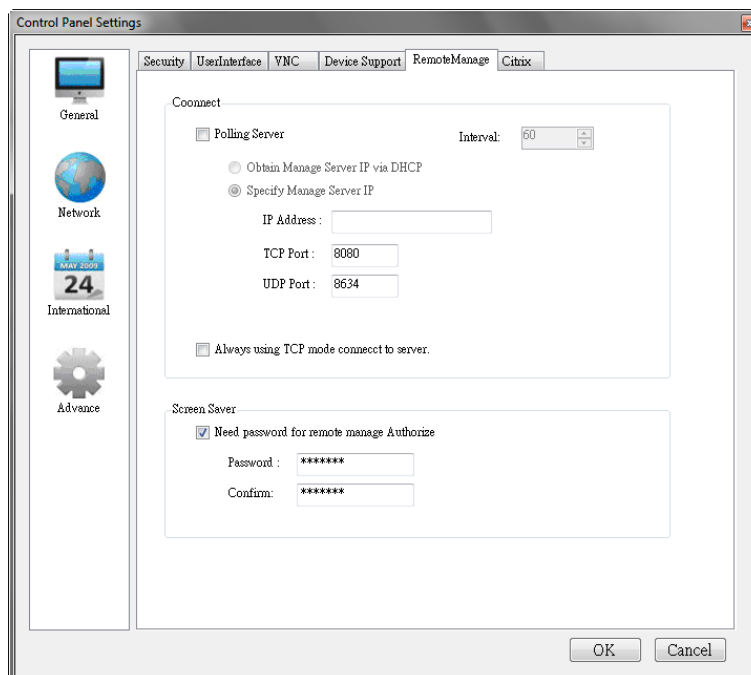 Control Panel Settings
General
Network
MAY 2009
24
International
Advance
Security UserInterface VNC Device Support RemoteManage Citrix
Coonnect
Polling Server Interval: 60
Obtain Manage Server IP via DHCP
Specify Manage Server IP
IP Address :
TCP Port : 8080
UDP Port : 8634
Always using TCP mode connecct to server.
Screen Saver
Need password for remote manage Authorize
Password : *******
Confirm: *******
OK Cancel